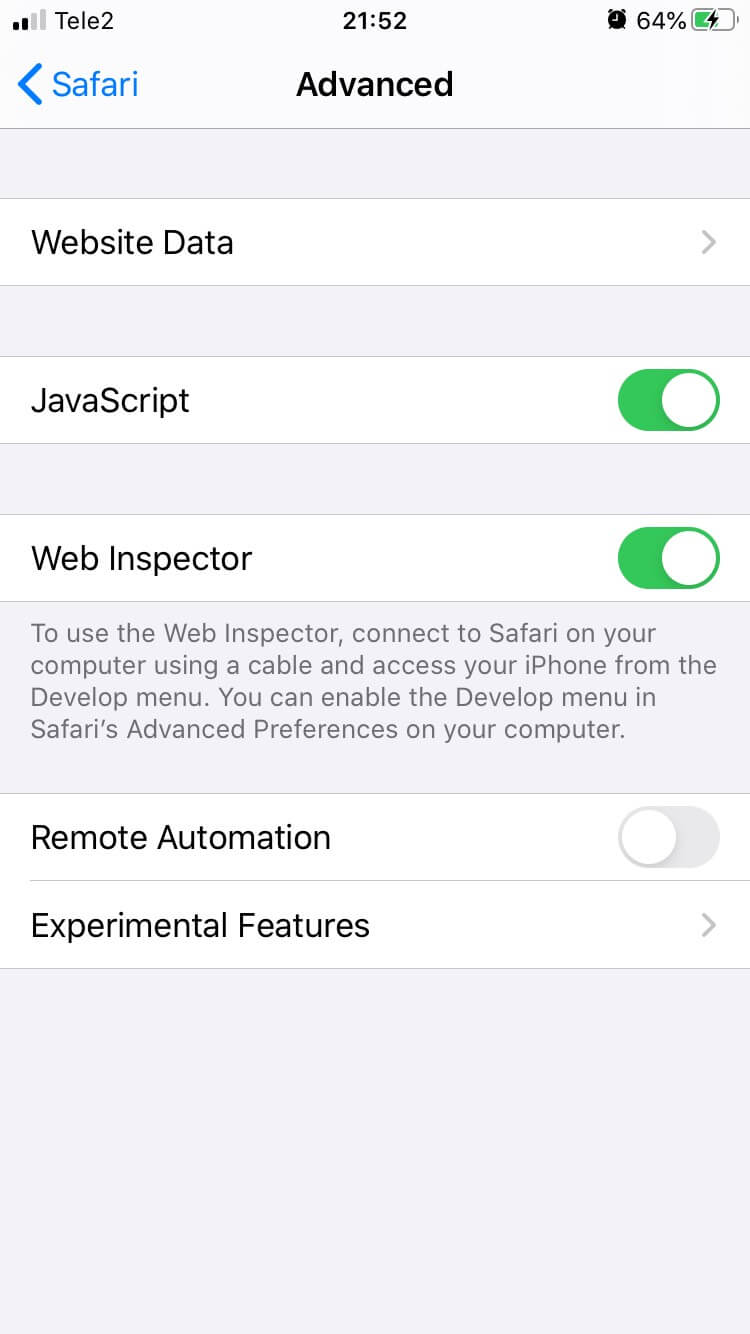 Tele2 21:52 64%
Safari Advanced
Website Data
JavaScript
Web Inspector
To use the Web Inspector, connect to Safari on your
computer using a cable and access your iPhone from the
Develop menu. You can enable the Develop menu in
Safari’s Advanced Preferences on your computer.
Remote Automation
Experimental Features